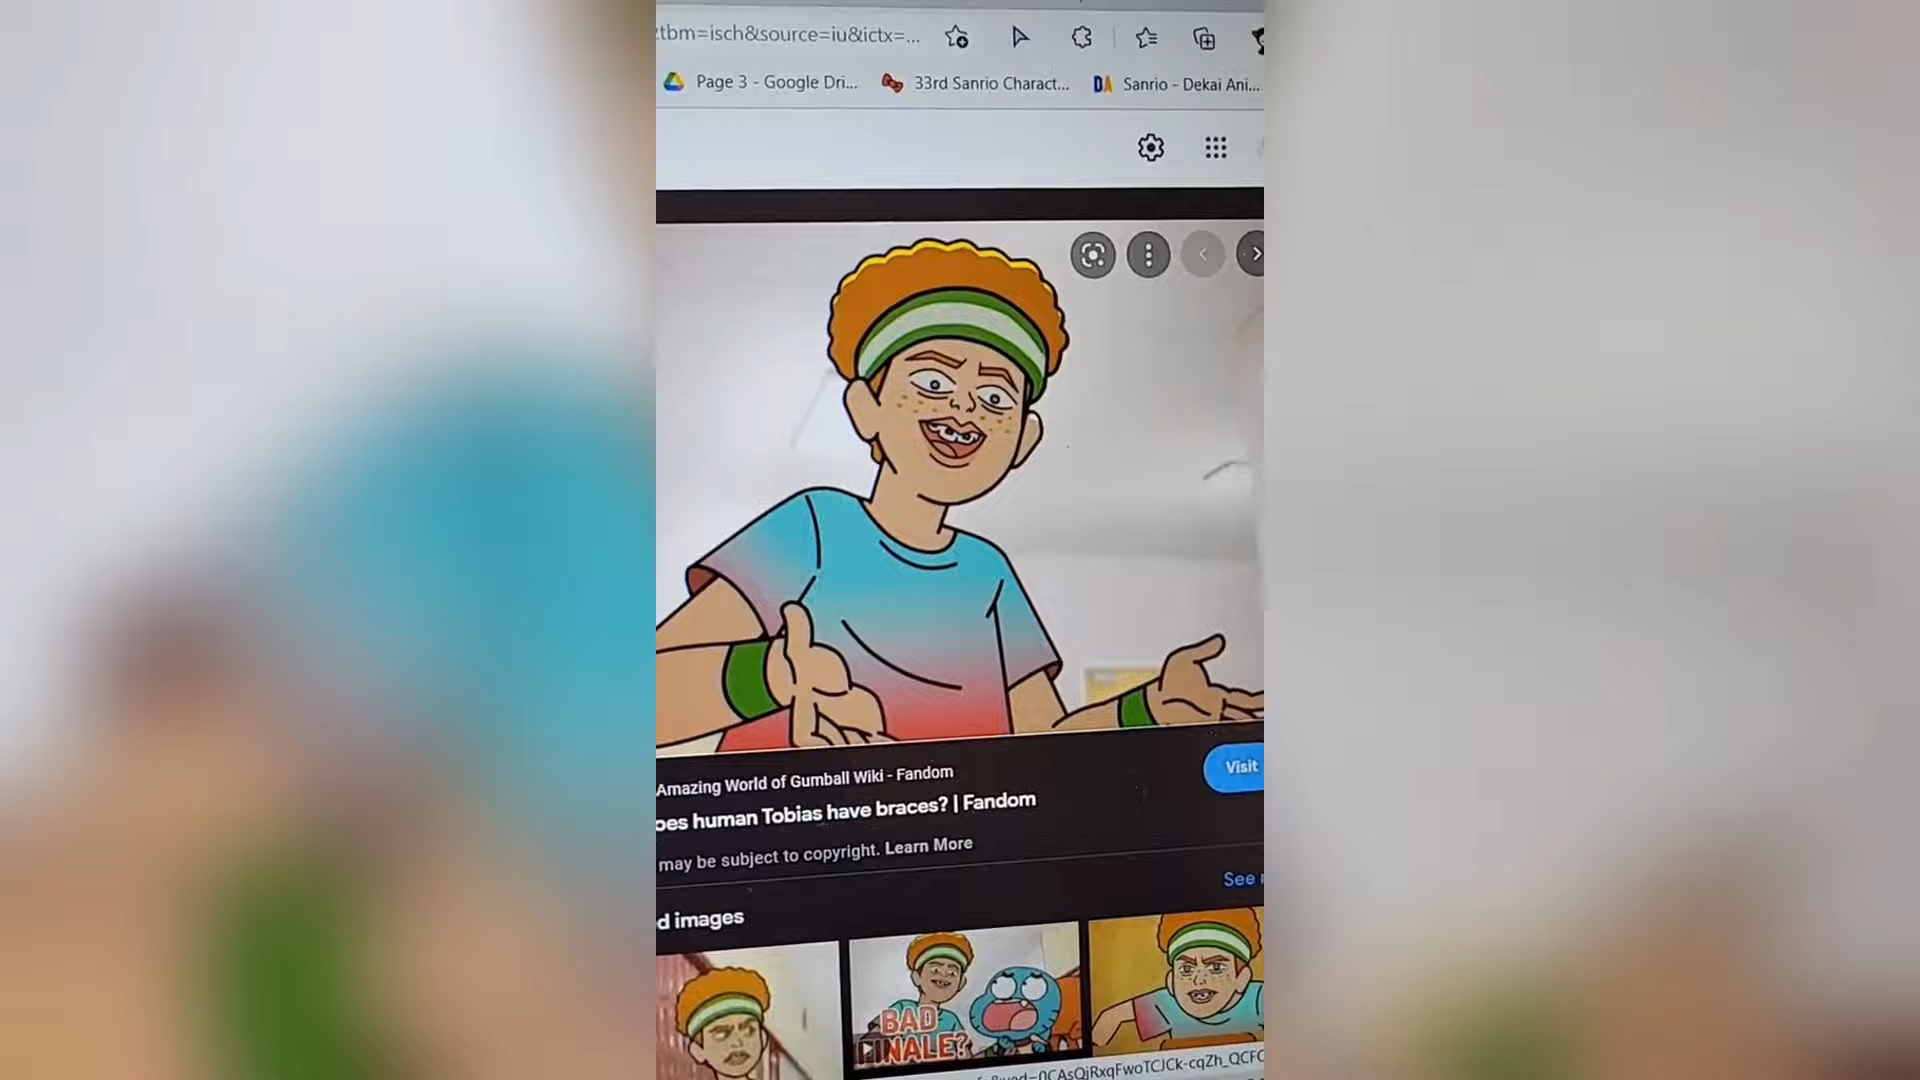 tbm=isch&source=iu&ictx=...
Page 3 - Google Dri... 33rd Sanrio Charact... DA Sanrio - Dekai Ani...
Amazing World of Gumball Wiki - Fandom
Visit
oes human Tobias have braces? | Fandom
may be subject to copyright. Learn More
See
d images
BAD
FINALE?